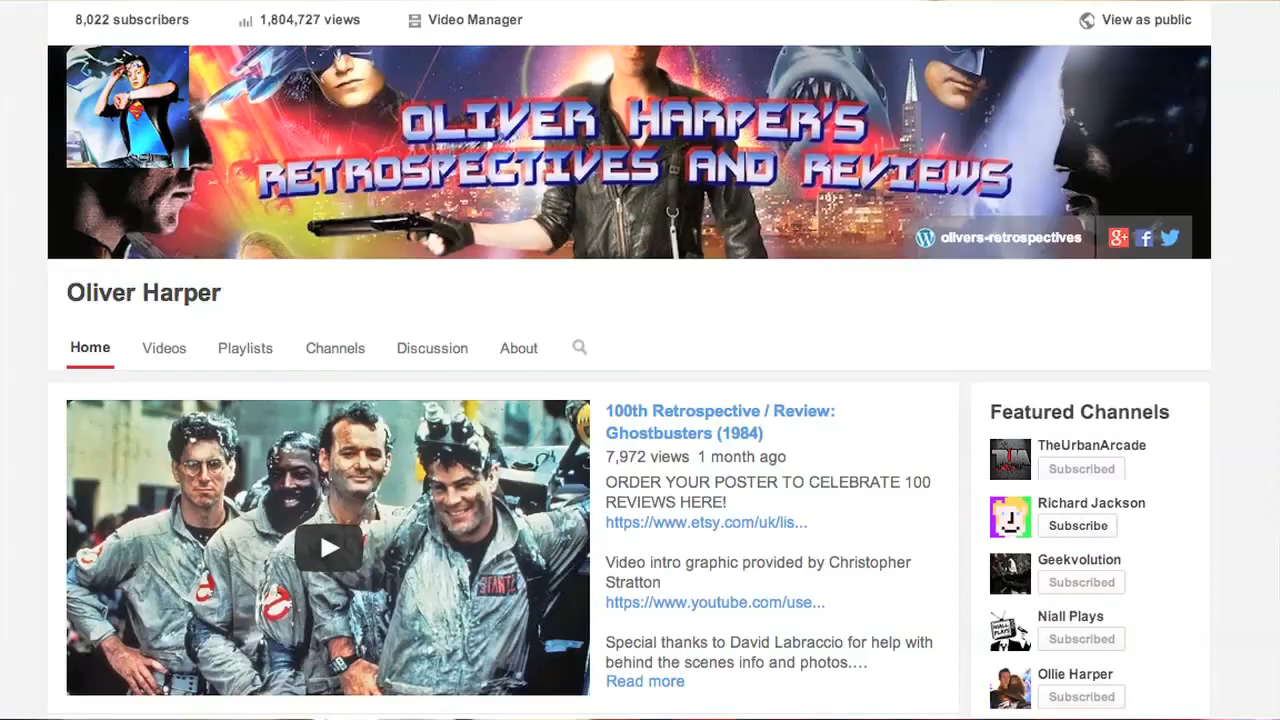 8,022 subscribers
1,804,727 views
Video Manager
View as public
OLIVER HARPER'S
RETROSPECTIVES AND REVIEWS
olivers-retrospectives
Oliver Harper
Home
Videos
Playlists
Channels
Discussion
About
100th Retrospective / Review:
Ghostbusters (1984)
7,972 views 1 month ago
ORDER YOUR POSTER TO CELEBRATE 100
REVIEWS HERE!
https://www.etsy.com/uk/lis...
Video intro graphic provided by Christopher
Stratton
https://www.youtube.com/use...
Special thanks to David Labraccio for help with
behind the scenes info and photos....
Read more
STANTZ
Featured Channels
TheUrbanArcade
Subscribed
Richard Jackson
Subscribe
Geekvolution
Subscribed
Niall Plays
Subscribed
NIALL
PLAYS
Ollie Harper
Subscribed